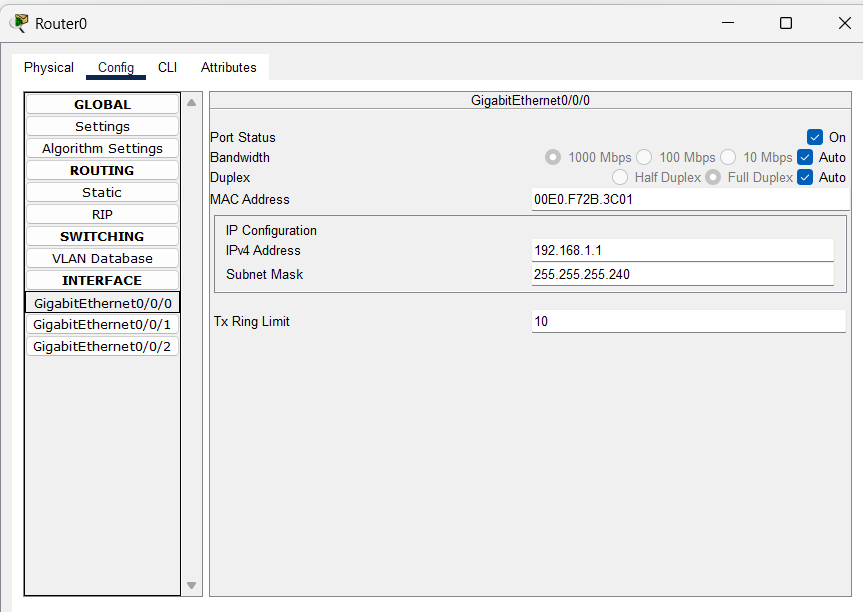 Router0
Physical Config CLI Attributes
GLOBAL
Settings
Algorithm Settings
ROUTING
Static
RIP
SWITCHING
VLAN Database
INTERFACE
GigabitEthernet0/0/0
GigabitEthernet0/0/1
GigabitEthernet0/0/2
GigabitEthernet0/0/0
Port Status On
Bandwidth 1000 Mbps 100 Mbps 10 Mbps Auto
Duplex Half Duplex Full Duplex Auto
MAC Address 00E0.F72B.3C01
IP Configuration
IPv4 Address 192.168.1.1
Subnet Mask 255.255.255.240
Tx Ring Limit 10